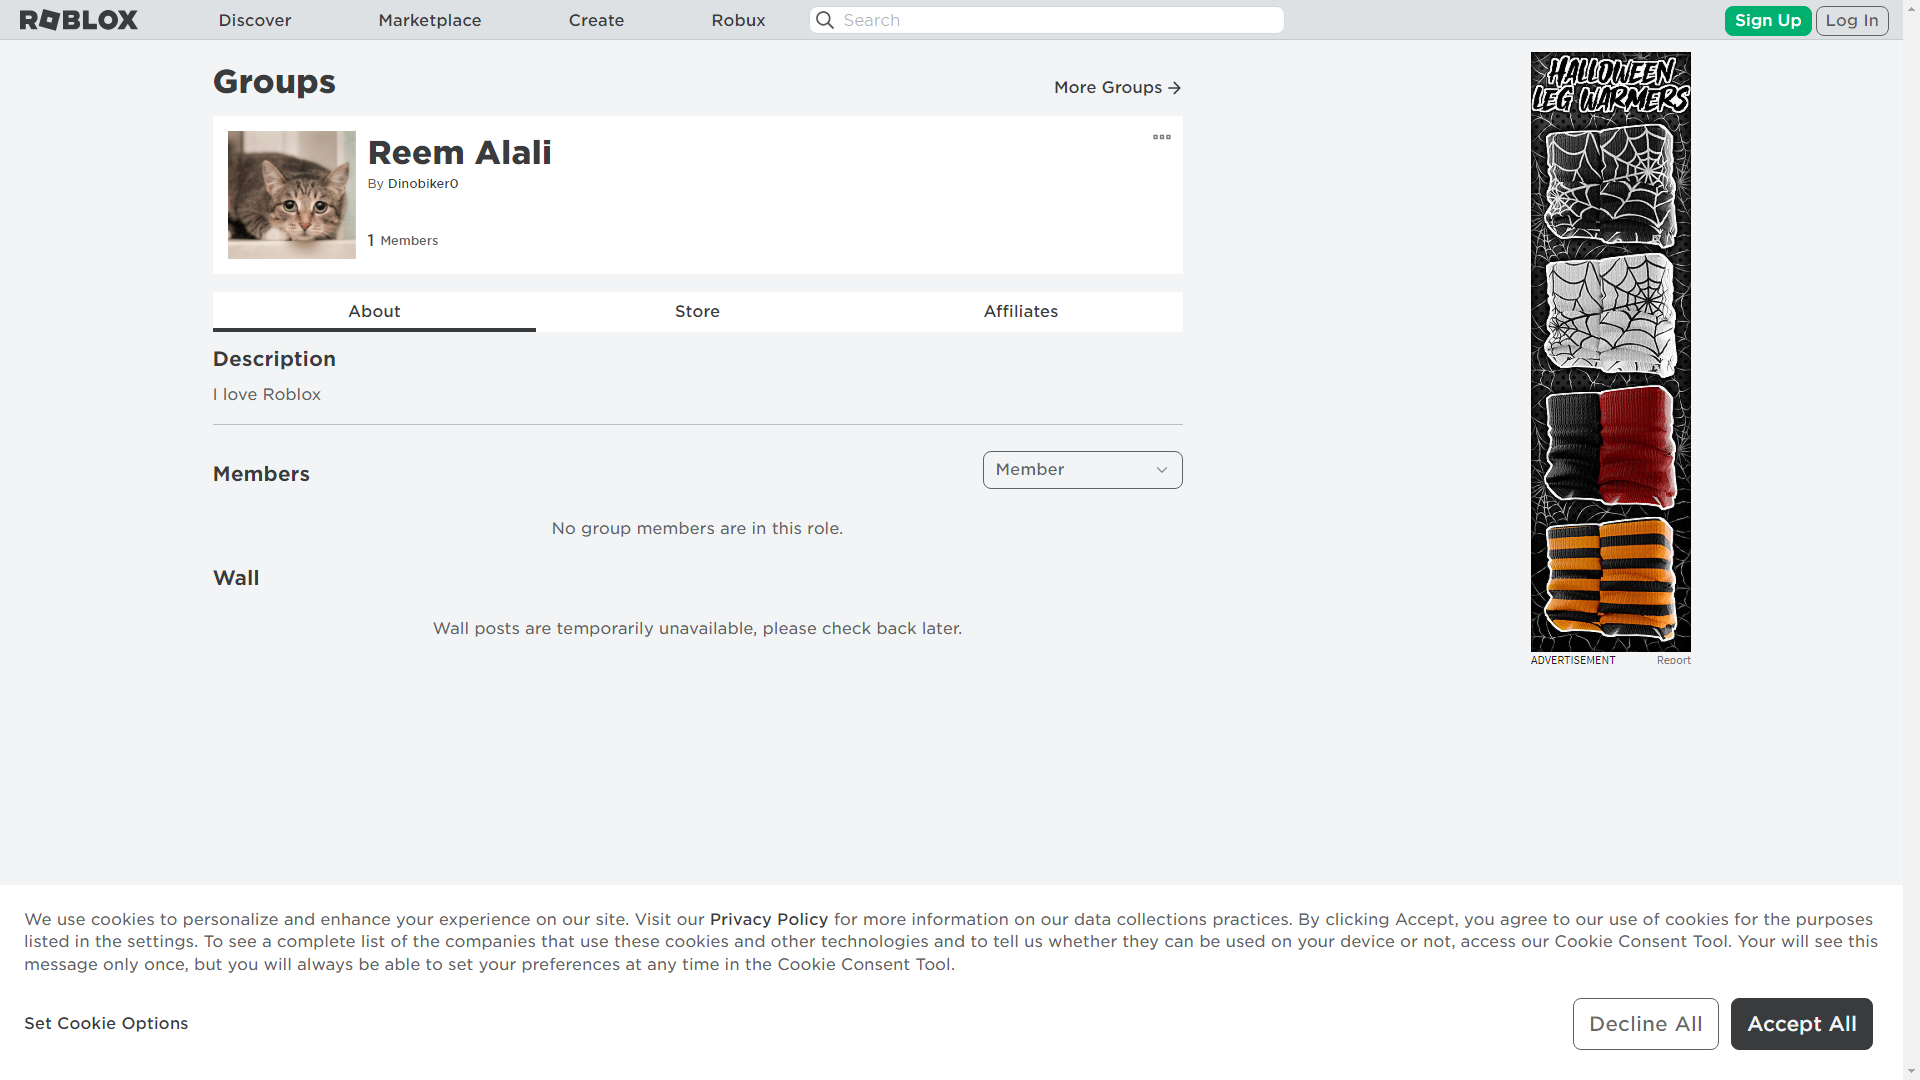 ROBLOX
Discover
Marketplace
Create
Robux
Search
Sign Up
Log In
Groups
More Groups
Reem Alali
By Dinobiker0
1 Members
About
Store
Affiliates
Description
I love Roblox
Members
Member
No group members are in this role.
Wall
Wall posts are temporarily unavailable, please check back later.
HALLOWEEN
LEG WARMERS
ADVERTISEMENT
Report
We use cookies to personalize and enhance your experience on our site. Visit our Privacy Policy for more information on our data collections practices. By clicking Accept, you agree to our use of cookies for the purposes
listed in the settings. To see a complete list of the companies that use these cookies and other technologies and to tell us whether they can be used on your device or not, access our Cookie Consent Tool. Your will see this
message only once, but you will always be able to set your preferences at any time in the Cookie Consent Tool.
Set Cookie Options
Decline All
Accept All